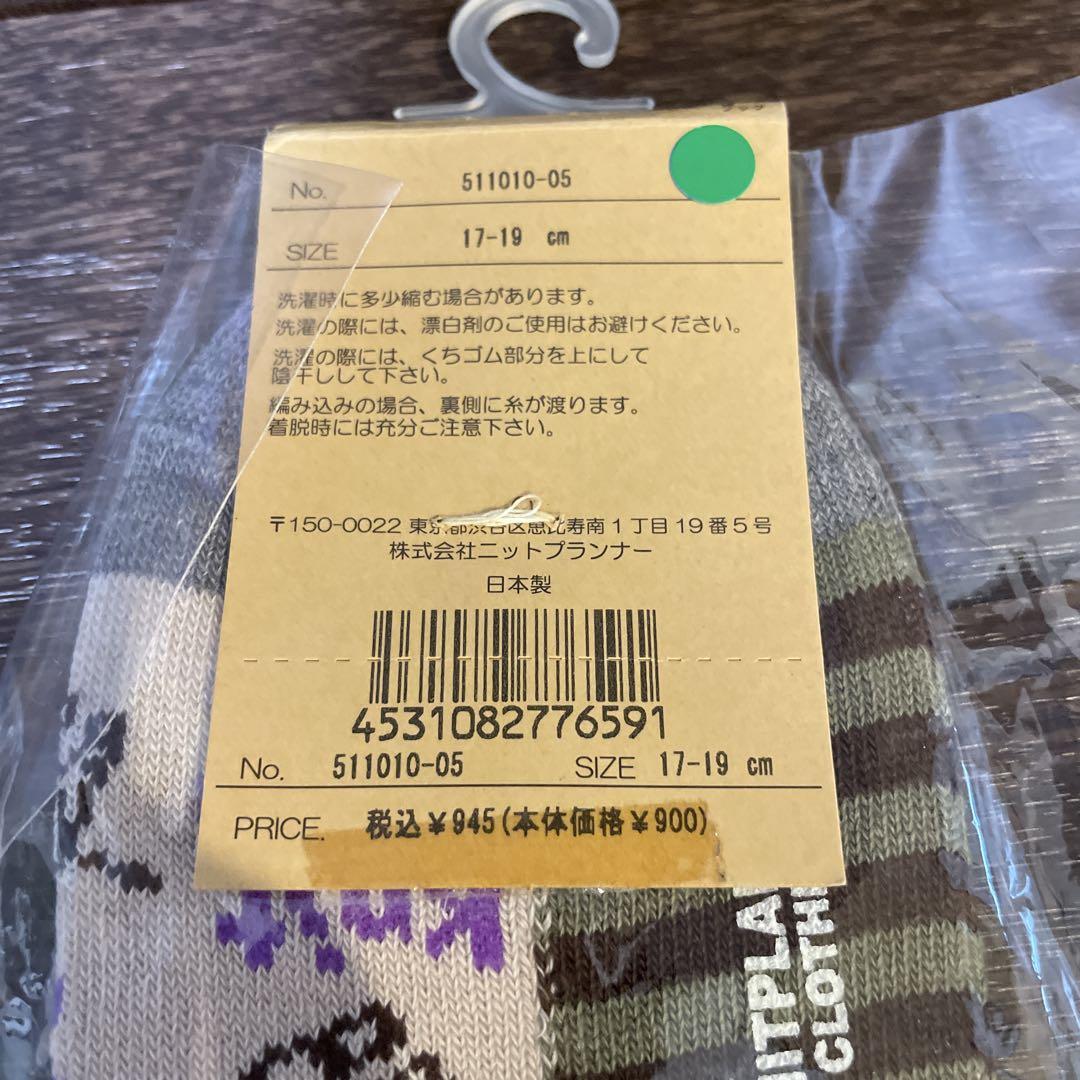 No. 511010-05
SIZE 17-19 cm
洗濯時に多少縮む場合があります。
洗濯の際には、漂白剤のご使用はお避けください。
洗濯の際には、くちゴム部分を上にして
陰干しして下さい。
編み込みの場合、裏側に糸が渡ります。
着脱時には充分ご注意下さい。
〒150-0022 東京都渋谷区恵比寿南1丁目19番5号
株式会社ニットプランナー
日本製
4531082776591
No. 511010-05 SIZE 17-19 cm
PRICE. 税込¥945(本体価格¥900)
ITPLA
CLOTH